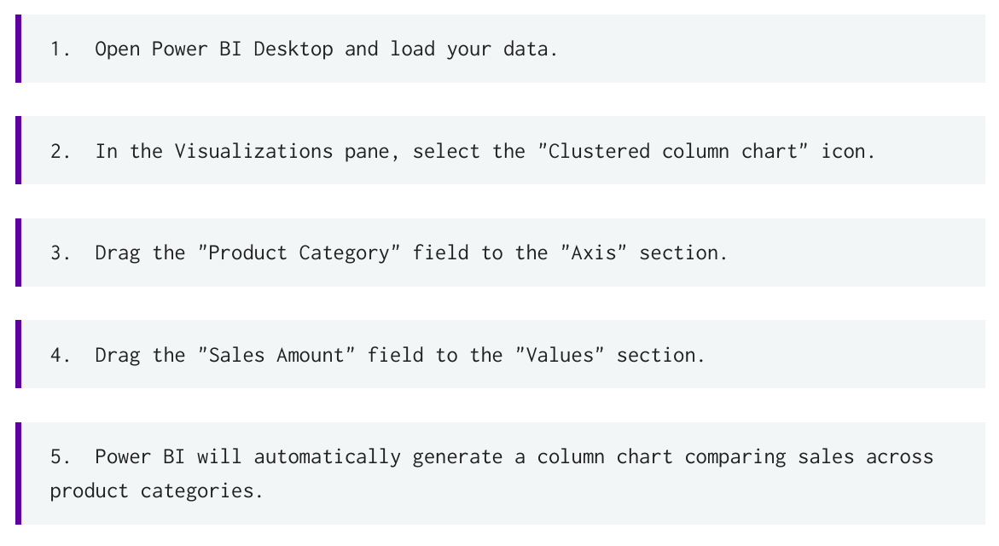 1.  Open Power BI Desktop and load your data.
2.  In the Visualizations pane, select the "Clustered column chart" icon.
3.  Drag the "Product Category" field to the "Axis" section.
4.  Drag the "Sales Amount" field to the "Values" section.
5.  Power BI will automatically generate a column chart comparing sales across
product categories.